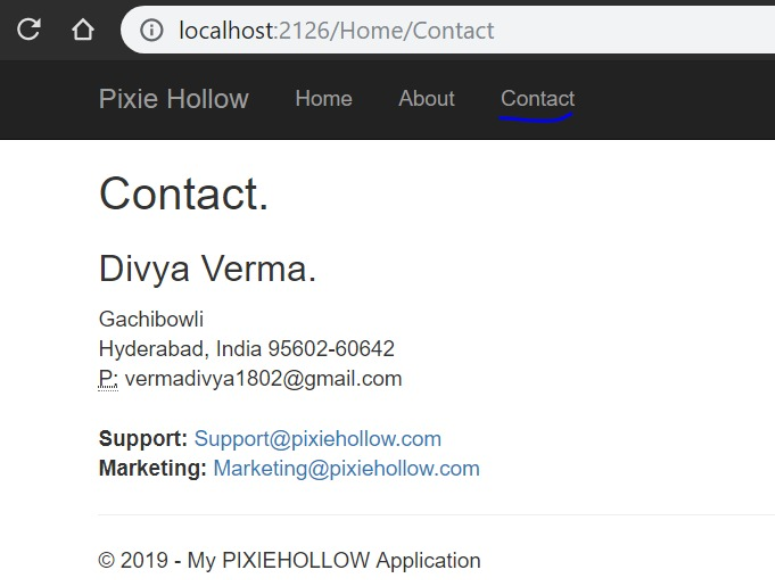 localhost:2126/Home/Contact
Pixie Hollow Home About Contact
Contact.
Divya Verma.
Gachibowli
Hyderabad, India 95602-60642
P: vermadivya1802@gmail.com
Support: Support@pixiehollow.com
Marketing: Marketing@pixiehollow.com
© 2019 - My PIXIEHOLLOW Application